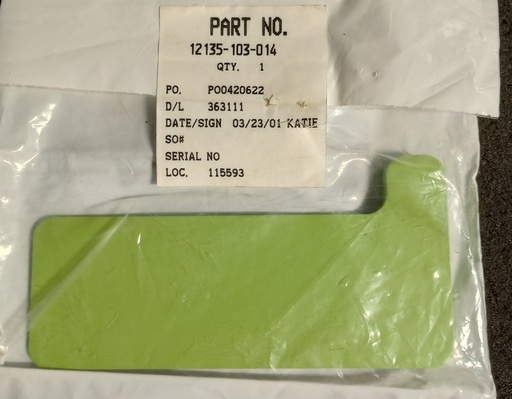 PART NO.
12135-103-014
QTY. 1
PO. P00420622
D/L 363111
DATE/SIGN 03/23/01 KATIE
SO#
SERIAL NO
LOC. 115593